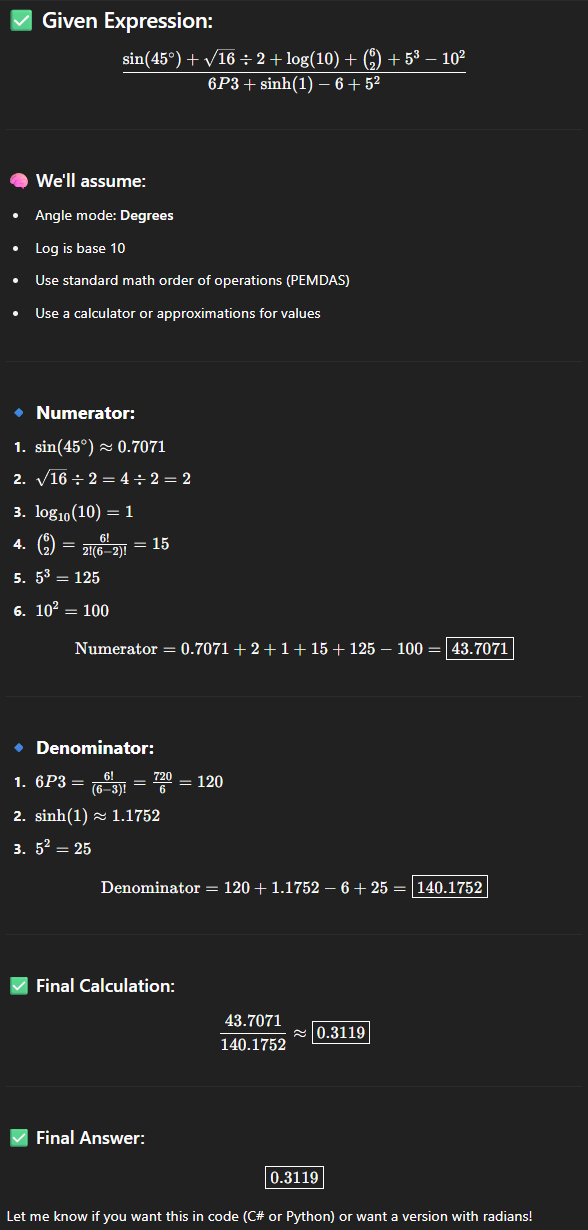 ✅ Given Expression:
\frac{\sin(45^\circ) + \sqrt{16} \div 2 + \log(10) + \binom{6}{2} + 5^3 - 10^2}{6P3 + \sinh(1) - 6 + 5^2}
🧠 We'll assume:
• Angle mode: Degrees
• Log is base 10
• Use standard math order of operations (PEMDAS)
• Use a calculator or approximations for values
🔹 Numerator:
1. \sin(45^\circ) \approx 0.7071
2. \sqrt{16} \div 2 = 4 \div 2 = 2
3. \log_{10}(10) = 1
4. \binom{6}{2} = \frac{6!}{2!(6-2)!} = 15
5. 5^3 = 125
6. 10^2 = 100
Numerator = 0.7071 + 2 + 1 + 15 + 125 − 100 = \boxed{43.7071}
🔹 Denominator:
1. 6P3 = \frac{6!}{(6-3)!} = \frac{720}{6} = 120
2. \sinh(1) \approx 1.1752
3. 5^2 = 25
Denominator = 120 + 1.1752 − 6 + 25 = \boxed{140.1752}
✅ Final Calculation:
\frac{43.7071}{140.1752} \approx \boxed{0.3119}
✅ Final Answer:
\boxed{0.3119}
Let me know if you want this in code (C# or Python) or want a version with radians!